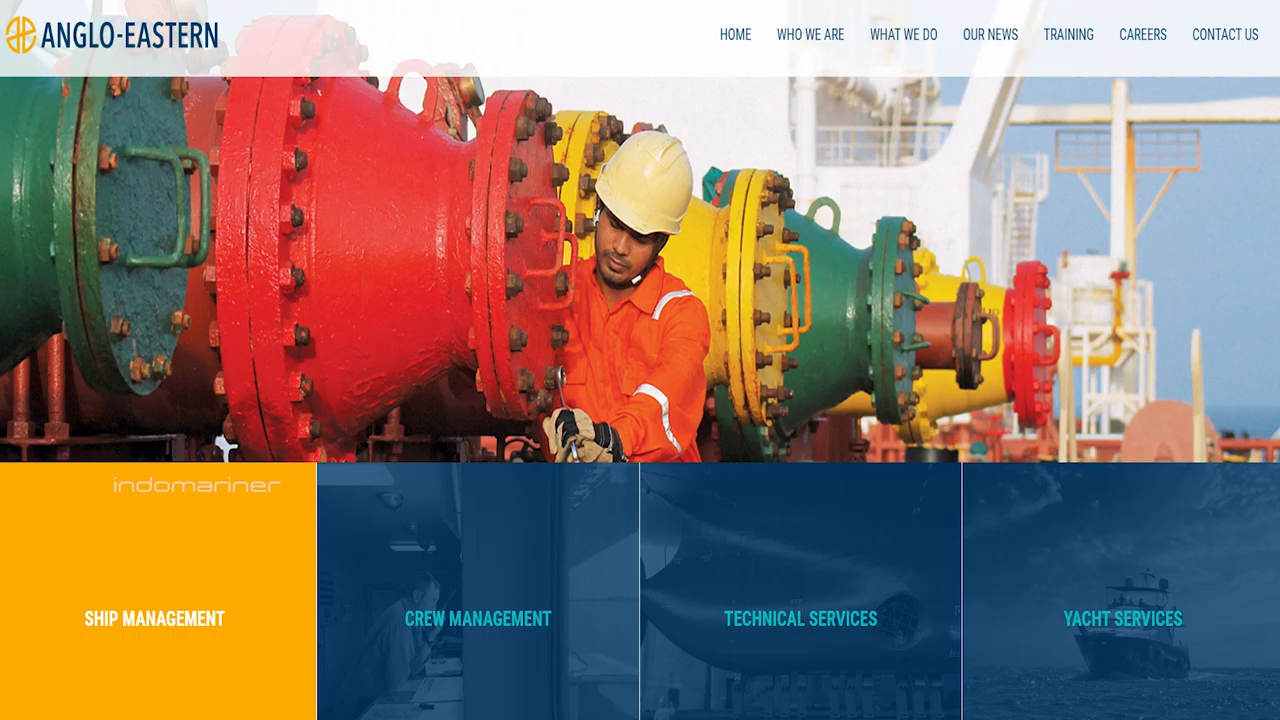 ANGLO-EASTERN
HOME WHO WE ARE WHAT WE DO OUR NEWS TRAINING CAREERS CONTACT US
indomariner
SHIP MANAGEMENT CREW MANAGEMENT TECHNICAL SERVICES YACHT SERVICES